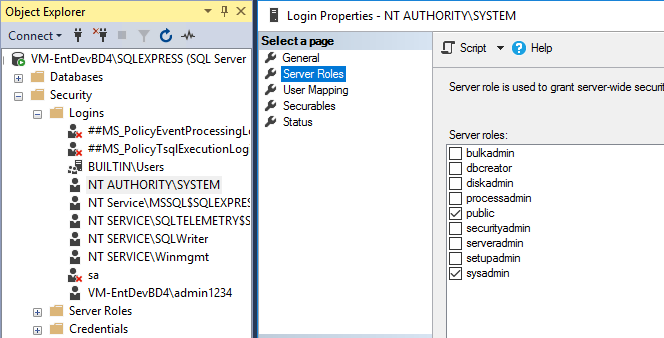 Object Explorer
Connect
VM-EntDevBD4\SQLEXPRESS (SQL Server
Databases
Security
Logins
##MS_PolicyEventProcessingLo
##MS_PolicyTsqlExecutionLog
BUILTIN\Users
NT AUTHORITY\SYSTEM
NT Service\MSSQL$SQLEXPRES
NT SERVICE\SQLTELEMETRY$S
NT SERVICE\SQLWriter
NT SERVICE\Winmgmt
sa
VM-EntDevBD4\admin1234
Server Roles
Credentials
Login Properties - NT AUTHORITY\SYSTEM
Select a page
General
Server Roles
User Mapping
Securables
Status
Script
Help
Server role is used to grant server-wide securi
Server roles:
bulkadmin
dbcreator
diskadmin
processadmin
public
securityadmin
serveradmin
setupadmin
sysadmin